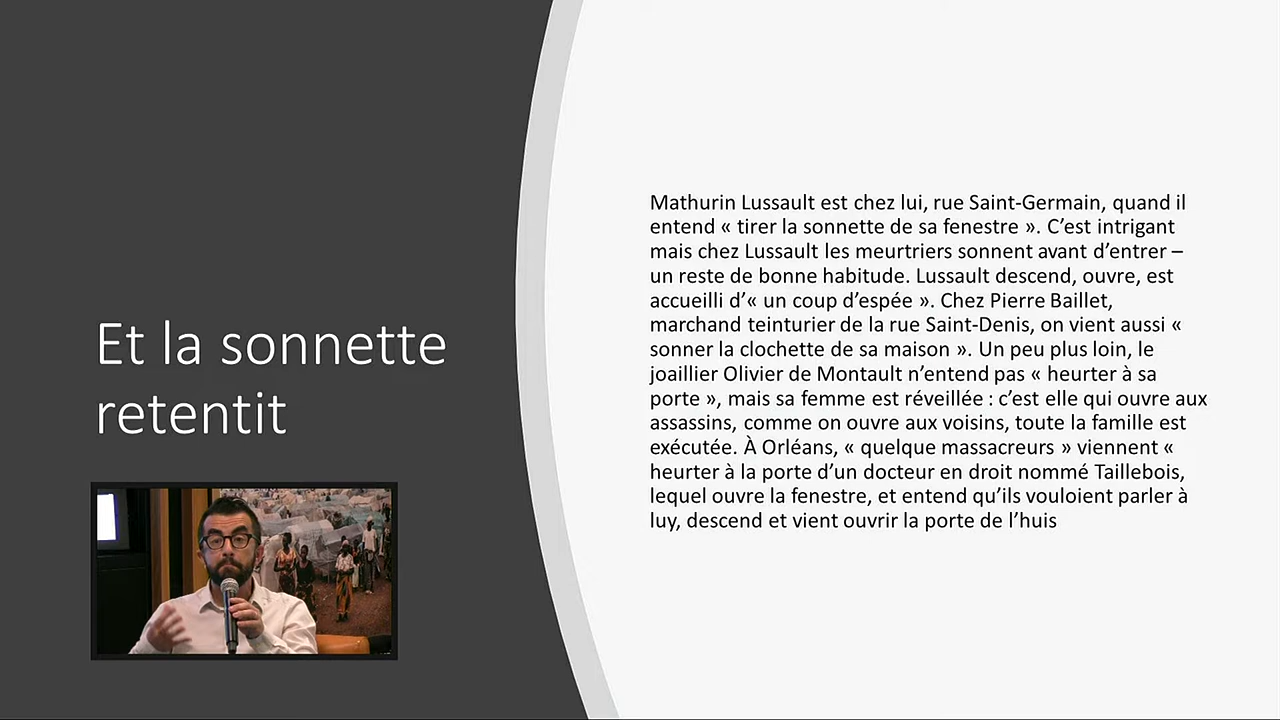 Et la sonnette
retentit
Mathurin Lussault est chez lui, rue Saint-Germain, quand il
entend « tirer la sonnette de sa fenestre ». C’est intrigant
mais chez Lussault les meurtriers sonnent avant d’entrer –
un reste de bonne habitude. Lussault descend, ouvre, est
accueilli d’« un coup d’espée ». Chez Pierre Baillet,
marchand teinturier de la rue Saint-Denis, on vient aussi «
sonner la clochette de sa maison ». Un peu plus loin, le
joaillier Olivier de Montault n’entend pas « heurter à sa
porte », mais sa femme est réveillée : c’est elle qui ouvre aux
assassins, comme on ouvre aux voisins, toute la famille est
exécutée. À Orléans, « quelque massacreurs » viennent «
heurter à la porte d’un docteur en droit nommé Taillebois,
lequel ouvre la fenestre, et entend qu’ils vouloient parler à
luy, descend et vient ouvrir la porte de l’huis